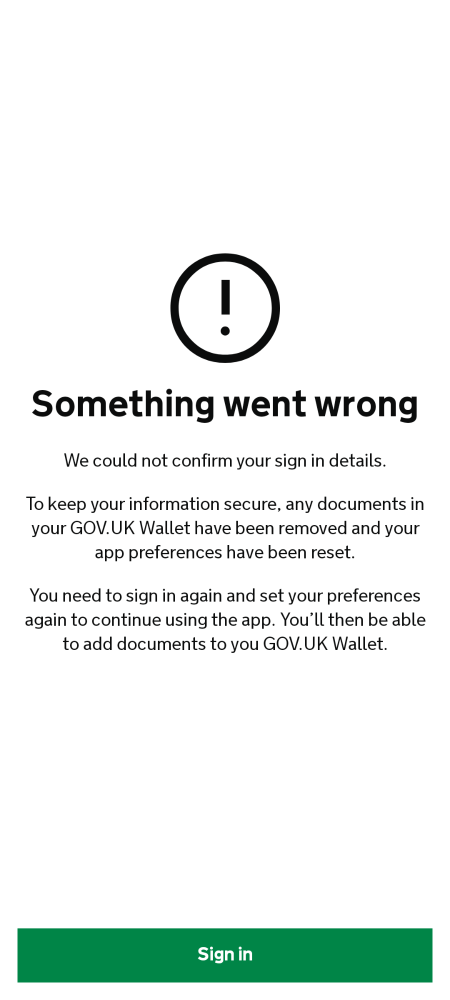 Something went wrong
We could not confirm your sign in details.
To keep your information secure, any documents in
your GOV.UK Wallet have been removed and your
app preferences have been reset.
You need to sign in again and set your preferences
again to continue using the app. You’ll then be able
to add documents to you GOV.UK Wallet.
Sign in